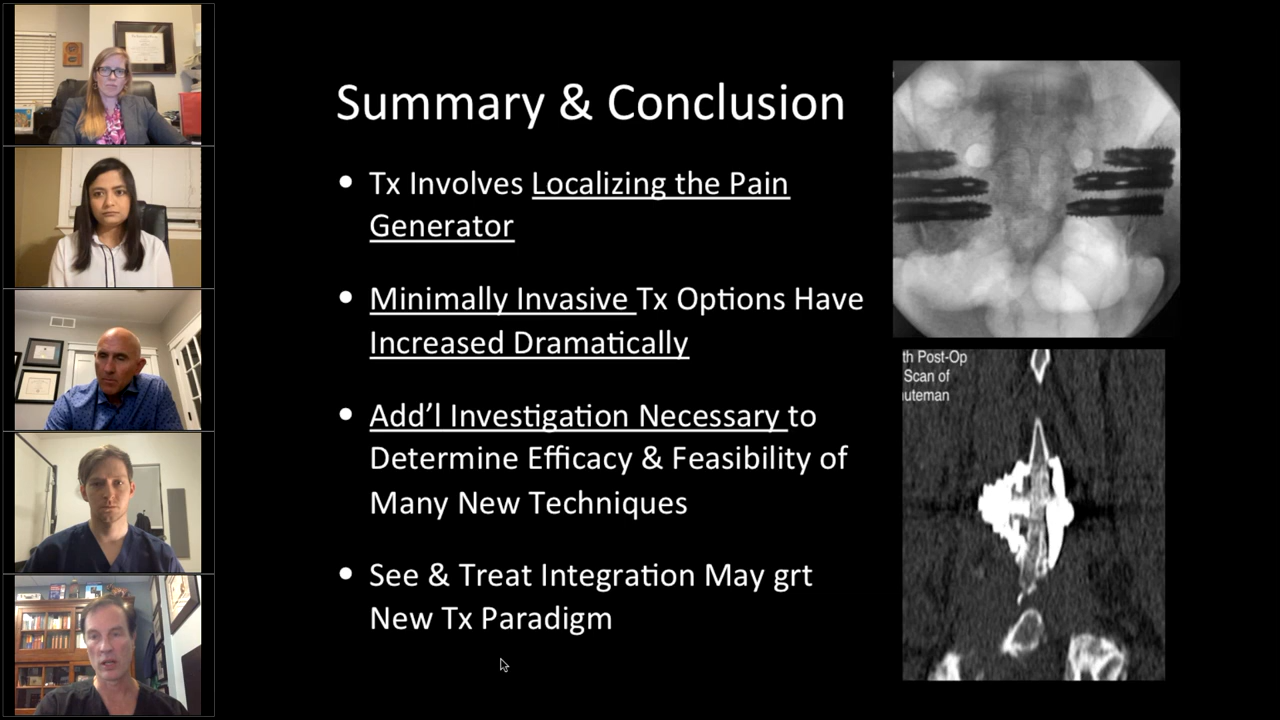 Summary & Conclusion
• Tx Involves Localizing the Pain
Generator
• Minimally Invasive Tx Options Have
Increased Dramatically
• Add’l Investigation Necessary to
Determine Efficacy & Feasibility of
Many New Techniques
• See & Treat Integration May grt
New Tx Paradigm
th Post-Op
Scan of
nuteman